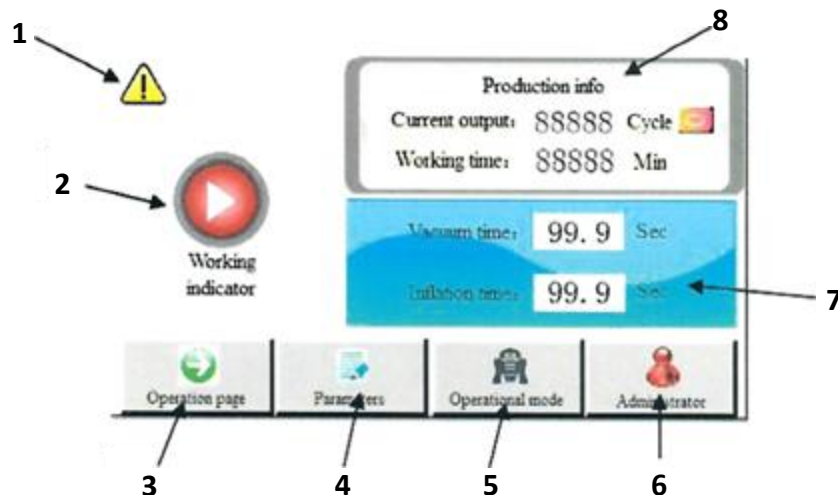 1
8
Production info
Current output: 88888 Cycle
Working time: 88888 Min
2
Working
indicator
Vacuum time: 99.9 Sec
Inflation time: 99.9 Sec
7
Operation page
Parameters
Operational mode
Administrator
3
4
5
6